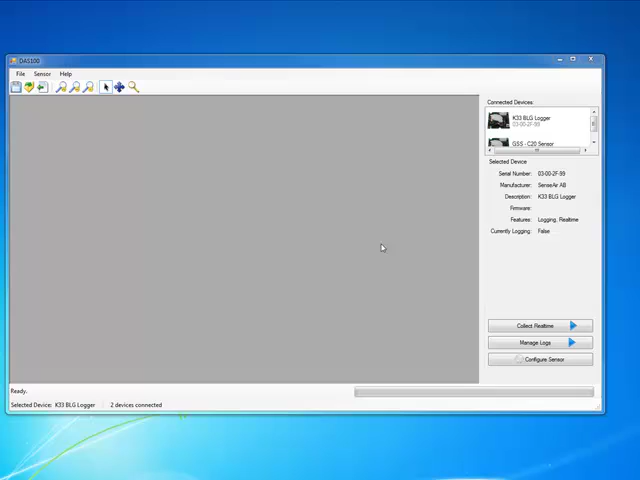 DAS100
File Sensor Help
Connected Devices:
K33 BLG Logger
03-00-2F-99
GSS - C20 Sensor
Selected Device
Serial Number: 03-00-2F-99
Manufacturer: SenseAir AB
Description: K33 BLG Logger
Firmware:
Features: Logging, Realtime
Currently Logging: False
Collect Realtime
Manage Logs
Configure Sensor
Ready.
Selected Device: K33 BLG Logger 2 devices connected